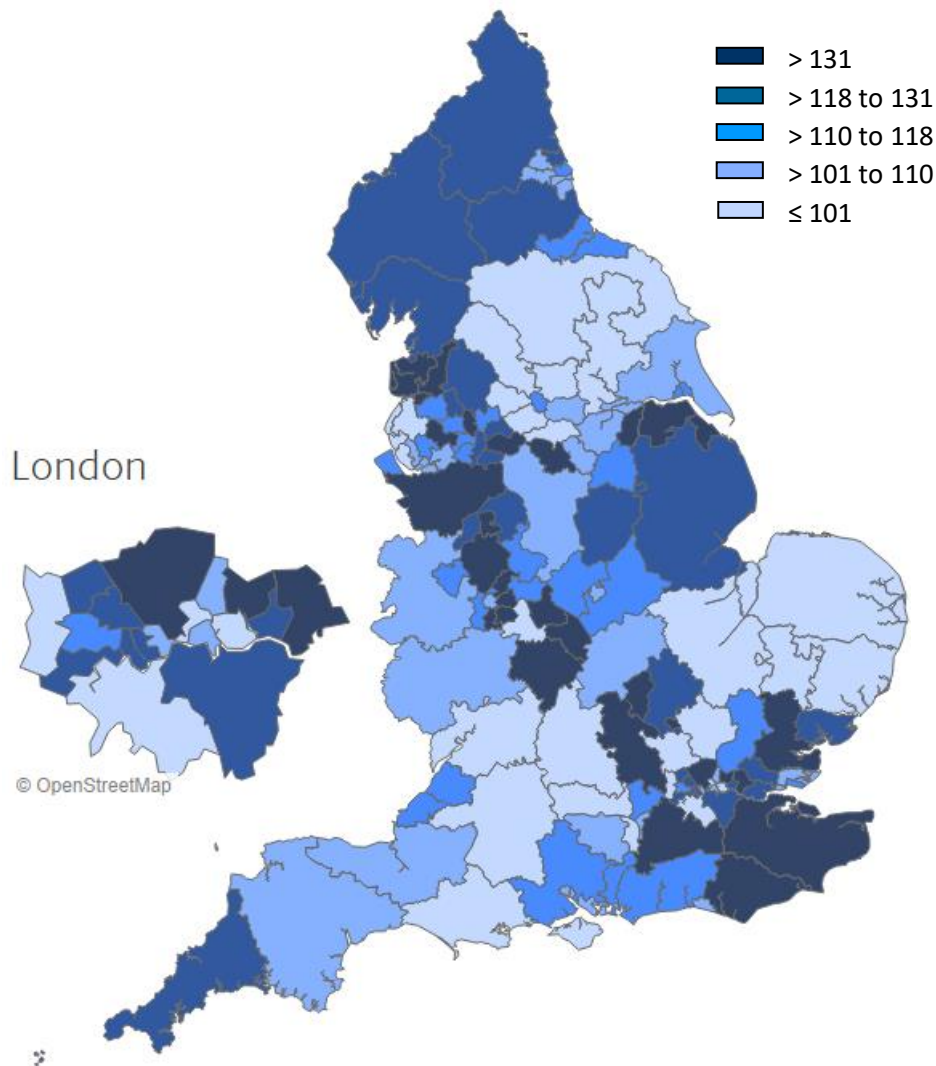 > 131
> 118 to 131
> 110 to 118
> 101 to 110
≤ 101
London
© OpenStreetMap